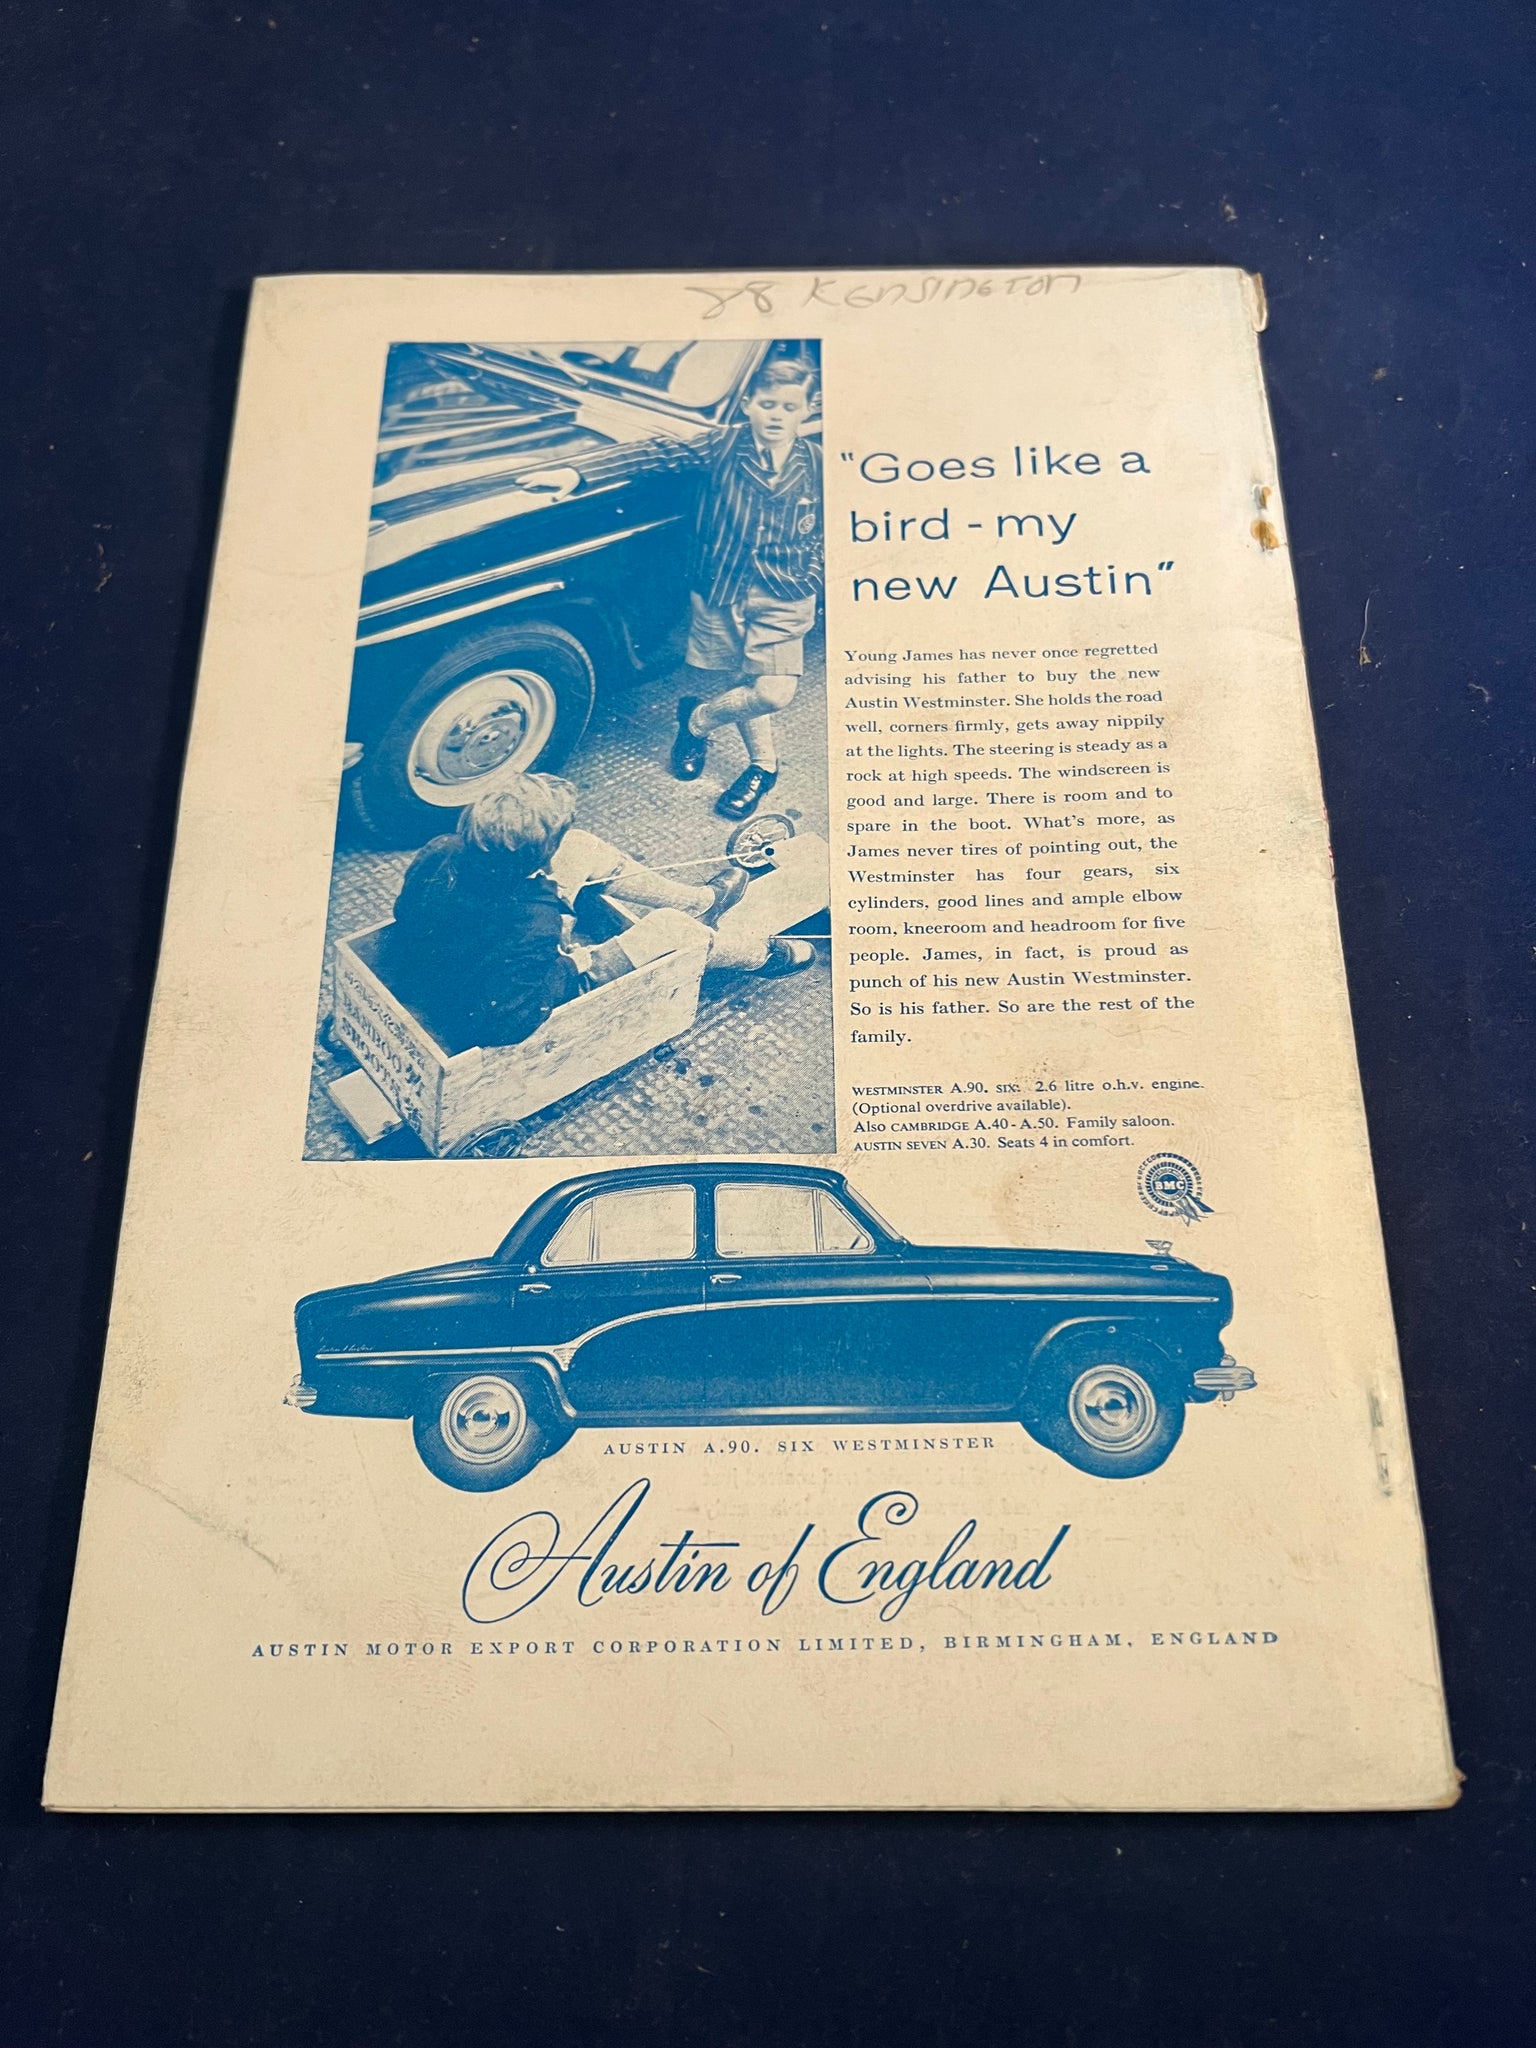 88 KENSINGTON
"Goes like a
bird - my
new Austin"
Young James has never once regretted
advising his father to buy the new
Austin Westminster. She holds the road
well, corners firmly, gets away nippily
at the lights. The steering is steady as a
rock at high speeds. The windscreen is
good and large. There is room and to
spare in the boot. What's more, as
James never tires of pointing out, the
Westminster has four gears, six
cylinders, good lines and ample elbow
room, kneeroom and headroom for five
people. James, in fact, is proud as
punch of his new Austin Westminster.
So is his father. So are the rest of the
family.
WESTMINSTER A.90. SIX. 2.6 litre o.h.v. engine.
(Optional overdrive available).
Also CAMBRIDGE A.40 - A.50. Family saloon.
AUSTIN SEVEN A.30. Seats 4 in comfort.
BMC
BAMBOO
SHOOTS
AUSTIN A.90. SIX WESTMINSTER
Austin of England
AUSTIN MOTOR EXPORT CORPORATION LIMITED, BIRMINGHAM, ENGLAND